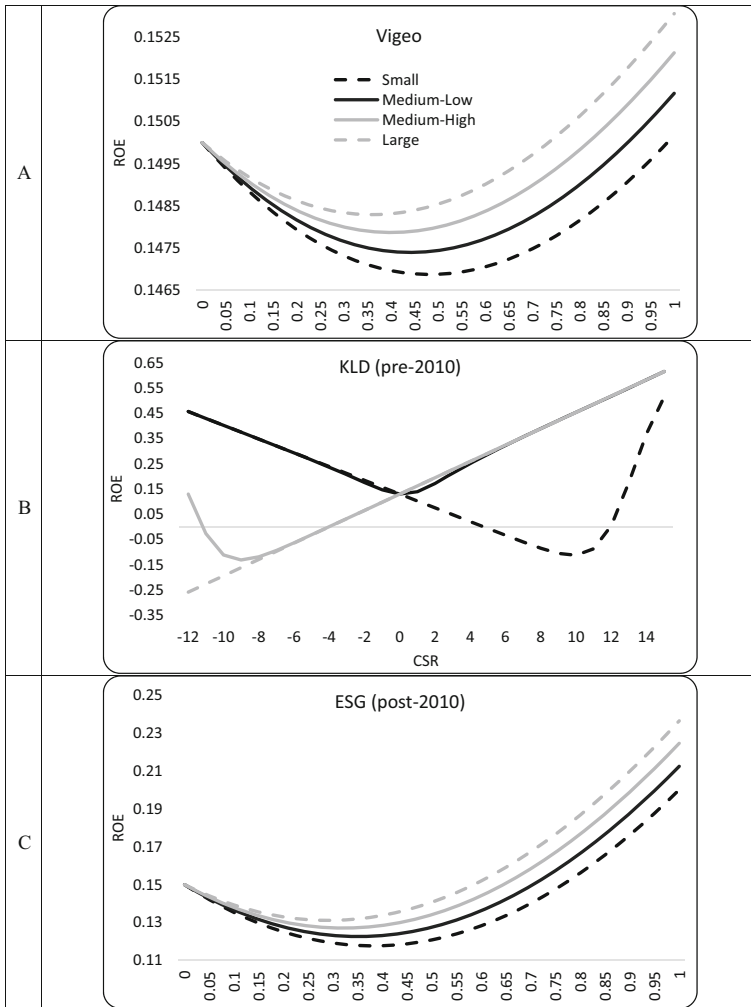 A
Vigeo
0.1525
0.1515
0.1505
0.1495
0.1485
0.1475
0.1465
ROE
Small
Medium-Low
Medium-High
Large
0 0.05 0.1 0.15 0.2 0.25 0.3 0.35 0.4 0.45 0.5 0.55 0.6 0.65 0.7 0.75 0.8 0.85 0.9 0.95 1
B
KLD (pre-2010)
0.65
0.55
0.45
0.35
0.25
0.15
0.05
-0.05
-0.15
-0.25
-0.35
ROE
-12 -10 -8 -6 -4 -2 0 2 4 6 8 10 12 14
CSR
C
ESG (post-2010)
0.25
0.23
0.21
0.19
0.17
0.15
0.13
0.11
ROE
0 0.05 0.1 0.15 0.2 0.25 0.3 0.35 0.4 0.45 0.5 0.55 0.6 0.65 0.7 0.75 0.8 0.85 0.9 0.95 1